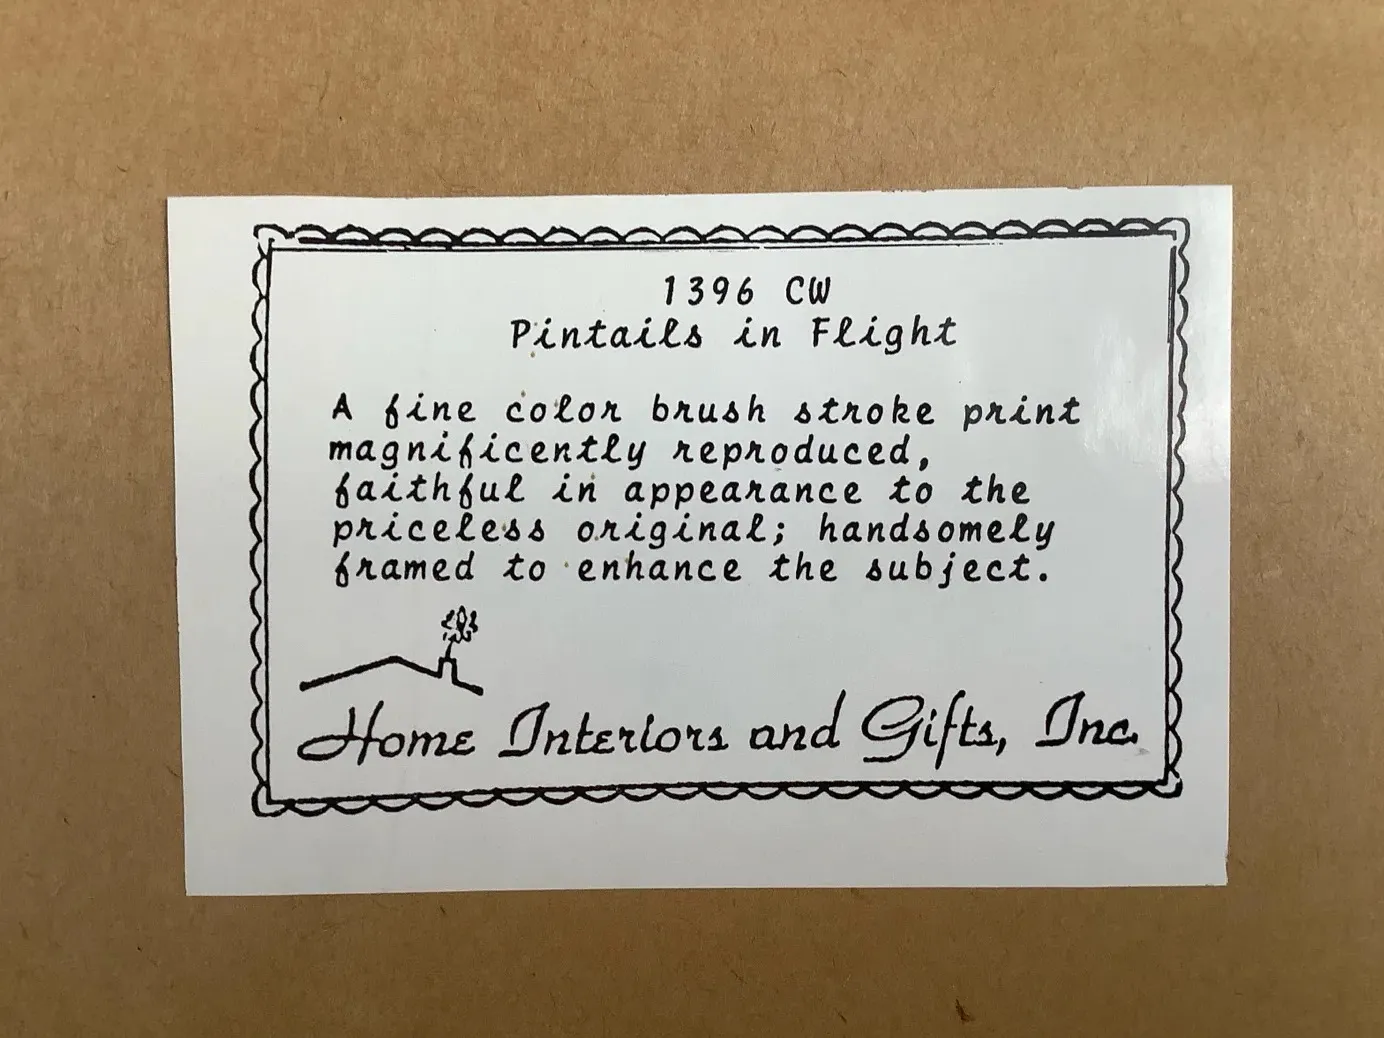 1396 CW
Pintails in Flight
A fine color brush stroke print
magnificently reproduced,
faithful in appearance to the
priceless original; handsomely
framed to enhance the subject.
Home Interiors and Gifts, Inc.